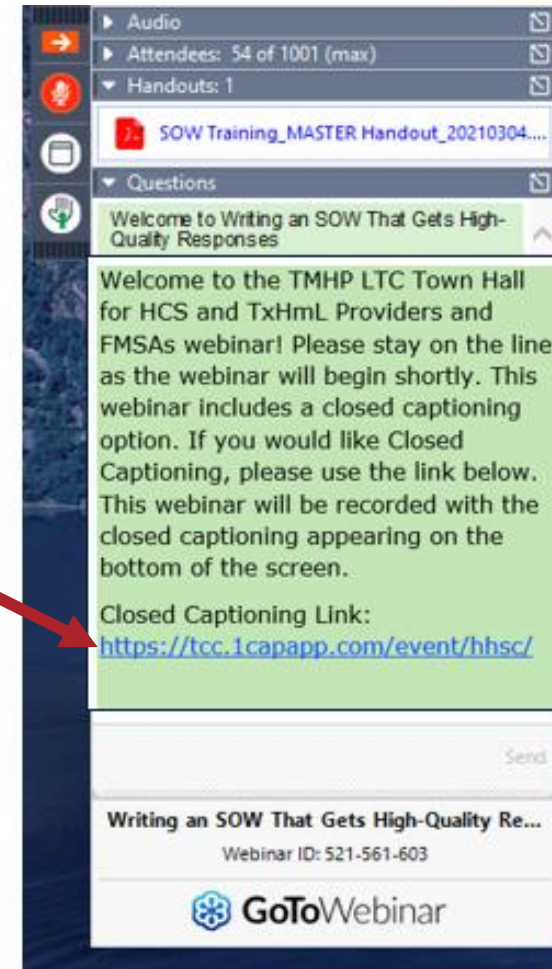 Audio
Attendees: 54 of 1001 (max)
Handouts: 1
SOW Training_MASTER Handout_20210304....
Questions
Welcome to Writing an SOW That Gets High-
Quality Responses
Welcome to the TMHP LTC Town Hall
for HCS and TxHmL Providers and
FMSAs webinar! Please stay on the line
as the webinar will begin shortly. This
webinar includes a closed captioning
option. If you would like Closed
Captioning, please use the link below.
This webinar will be recorded with the
closed captioning appearing on the
bottom of the screen.
Closed Captioning Link:
https://tcc.1capapp.com/event/hhsc/
Send
Writing an SOW That Gets High-Quality Re...
Webinar ID: 521-561-603
GoToWebinar